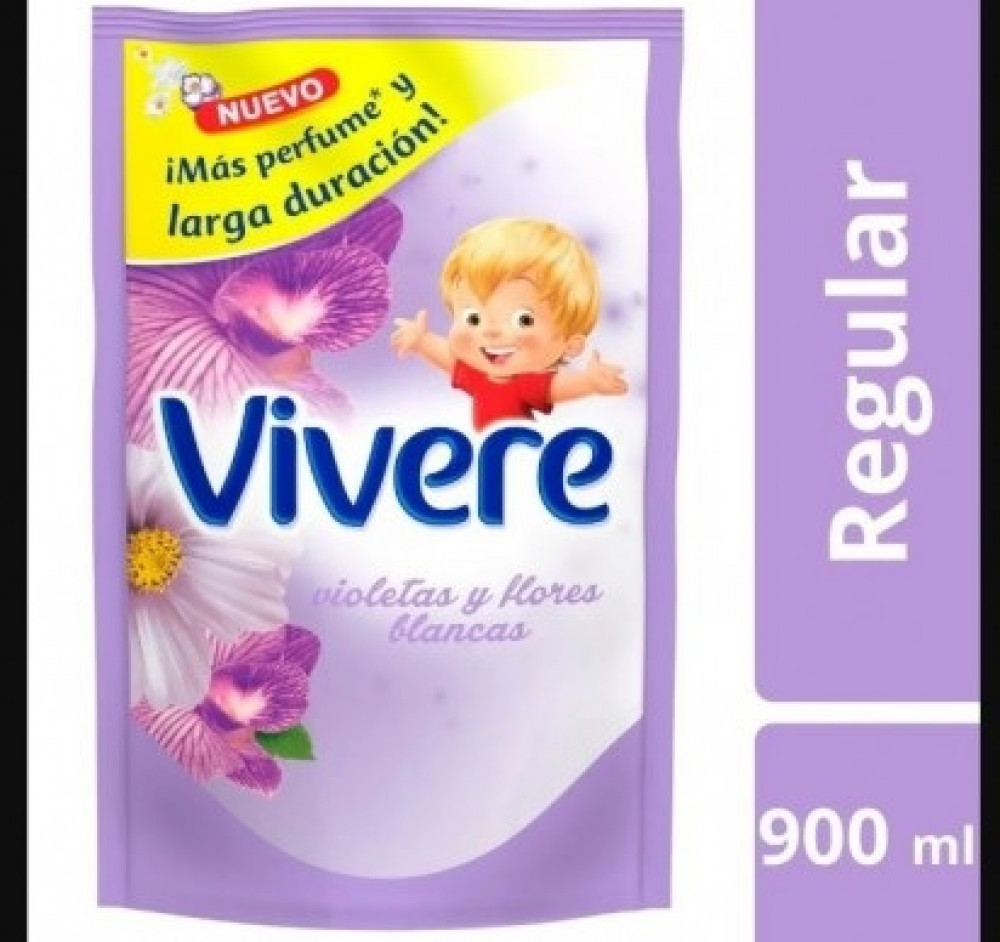 NUEVO
¡Más perfume* y
larga duración!
Vivere
violetas y flores
blancas
Regular
900 ml